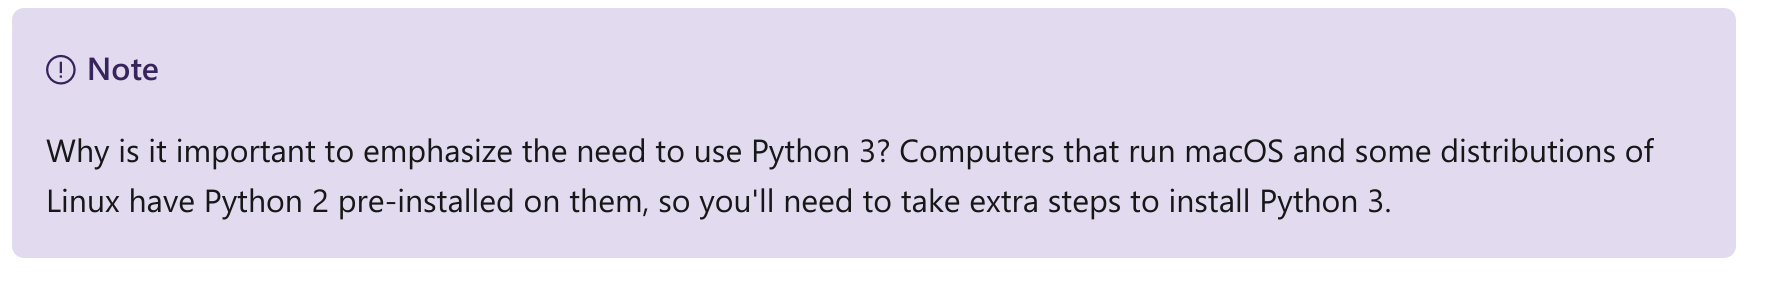 Note
Why is it important to emphasize the need to use Python 3? Computers that run macOS and some distributions of
Linux have Python 2 pre-installed on them, so you'll need to take extra steps to install Python 3.